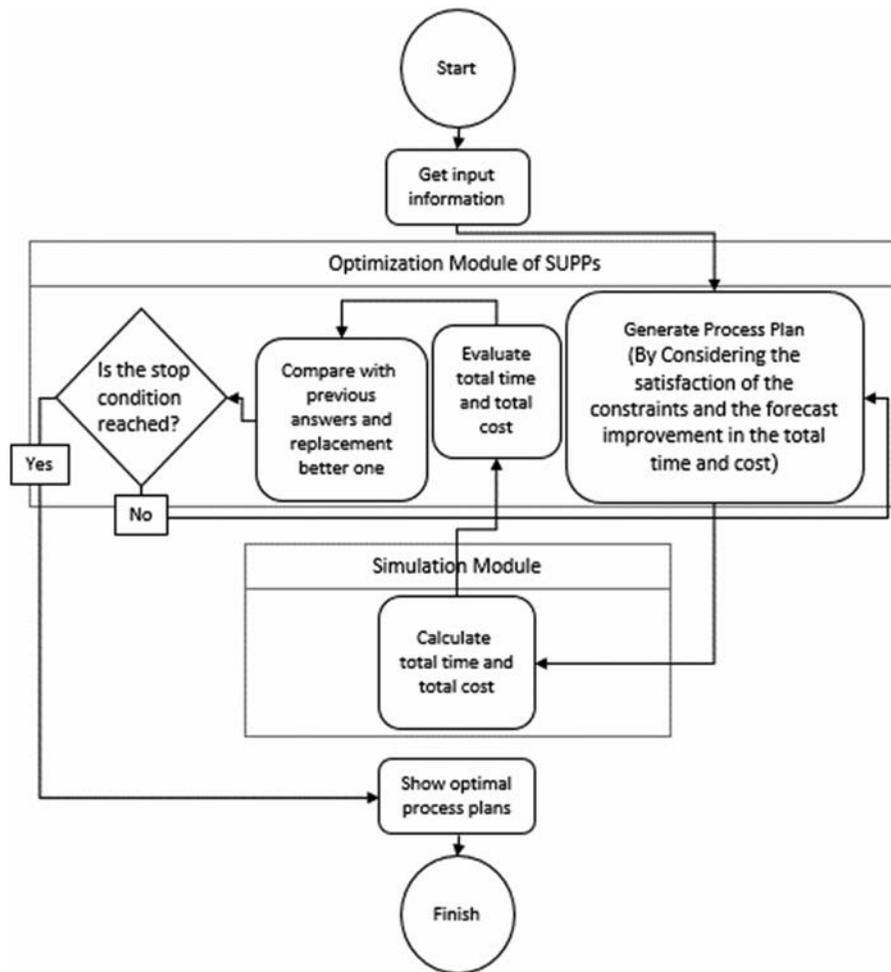 Start
Get input
information
Optimization Module of SUPPs
Generate Process Plan
(By Considering the
satisfaction of the
constraints and the forecast
improvement in the total
time and cost)
Evaluate
total time
and total
cost
Compare with
previous
answers and
replacement
better one
Is the stop
condition
reached?
Yes
No
Simulation Module
Calculate
total time and
total cost
Show optimal
process plans
Finish